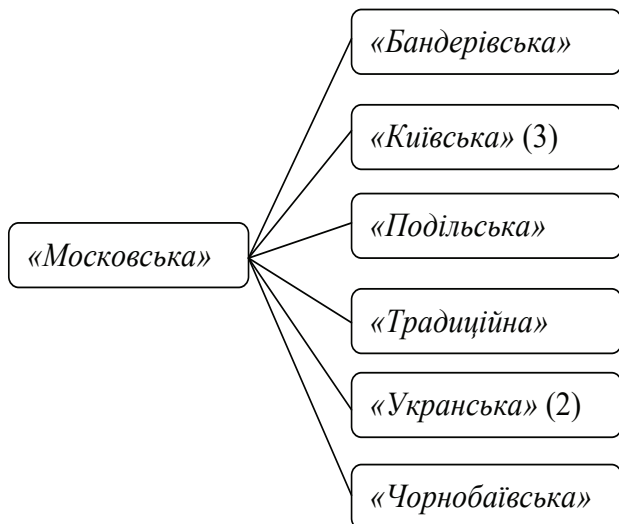 «Бандерівська»
«Київська» (3)
«Подільська»
«Московська»
«Традиційна»
«Укранська» (2)
«Чорнобаївська»